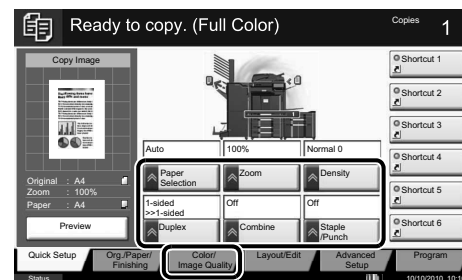 Ready to copy. (Full Color)
Copies 1
Copy Image
Original : A4
Zoom : 100%
Paper : A4
Preview
Auto
100%
Normal 0
Paper Selection
Zoom
Density
1-sided >>1-sided
Off
Off
Duplex
Combine
Staple /Punch
Shortcut 1
Shortcut 2
Shortcut 3
Shortcut 4
Shortcut 5
Shortcut 6
Quick Setup
Org./Paper/ Finishing
Color/ Image Quality
Layout/Edit
Advanced Setup
Program
Status